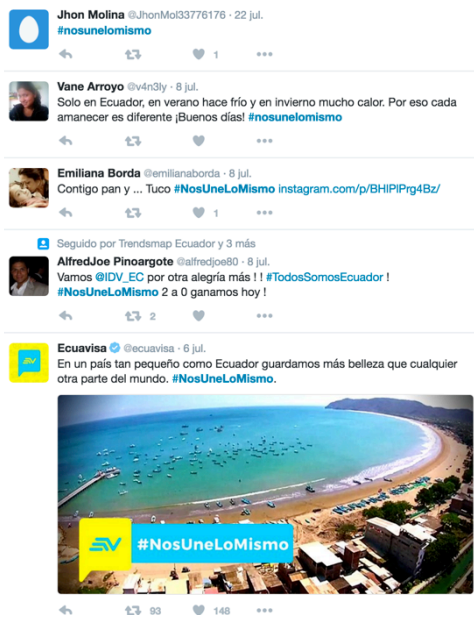 Jhon Molina @JhonMol33776176 · 22 jul.
#nosunelomismo
1
Vane Arroyo @v4n3ly · 8 jul.
Solo en Ecuador, en verano hace frío y en invierno mucho calor. Por eso cada
amanecer es diferente ¡Buenos días! #nosunelomismo
Emiliana Borda @emilianaborda · 8 jul.
Contigo pan y ... Tuco #NosUneLoMismo instagram.com/p/BHlPlPrg4Bz/
1
Seguido por Trendsmap Ecuador y 3 más
AlfredJoe Pinoargote @alfredjoe80 · 8 jul.
Vamos @IDV_EC por otra alegría más ! ! #TodosSomosEcuador !
#NosUneLoMismo 2 a 0 ganamos hoy !
2
Ecuavisa @ecuavisa · 6 jul.
En un país tan pequeño como Ecuador guardamos más belleza que cualquier
otra parte del mundo. #NosUneLoMismo.
#NosUneLoMismo
93 148